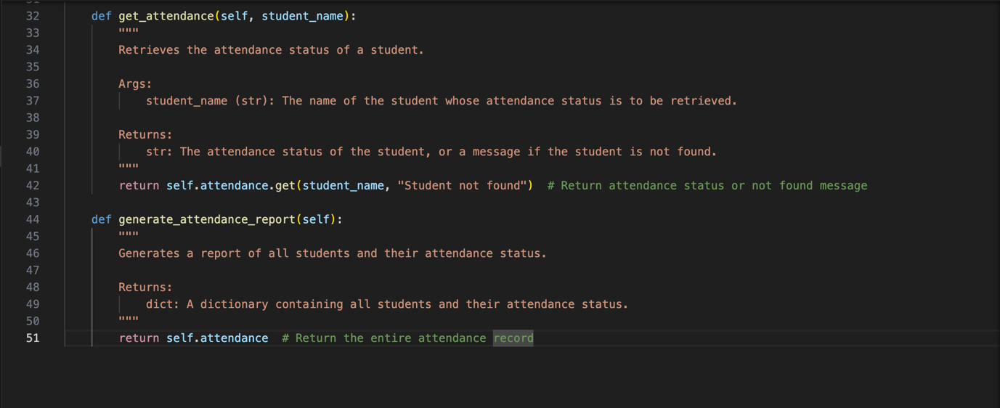 32 def get_attendance(self, student_name):
33 """
34 Retrieves the attendance status of a student.
35
36 Args:
37 student_name (str): The name of the student whose attendance status is to be retrieved.
38
39 Returns:
40 str: The attendance status of the student, or a message if the student is not found.
41 """
42 return self.attendance.get(student_name, "Student not found")  # Return attendance status or not found message
43
44 def generate_attendance_report(self):
45 """
46 Generates a report of all students and their attendance status.
47
48 Returns:
49 dict: A dictionary containing all students and their attendance status.
50 """
51 return self.attendance  # Return the entire attendance record